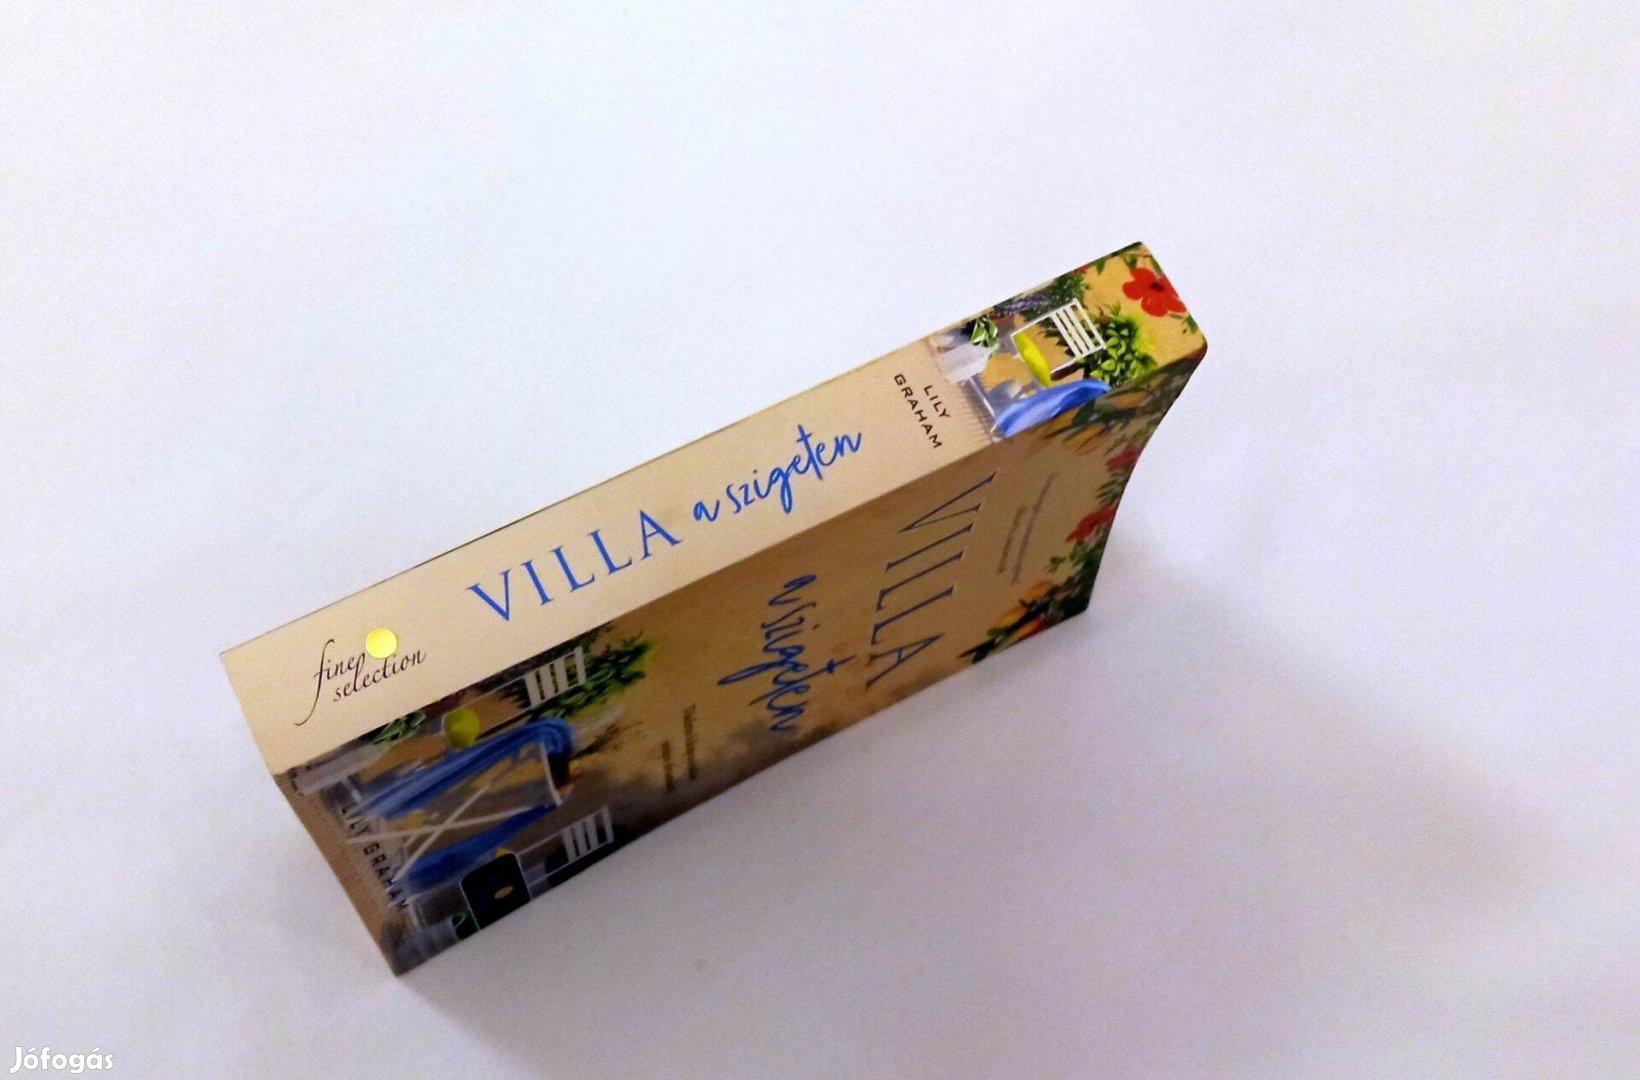 LILY
GRAHAM
VILLA a szigeten
fine
selection
VILLA
a szigeten
LILY GRAHAM
Jófogás